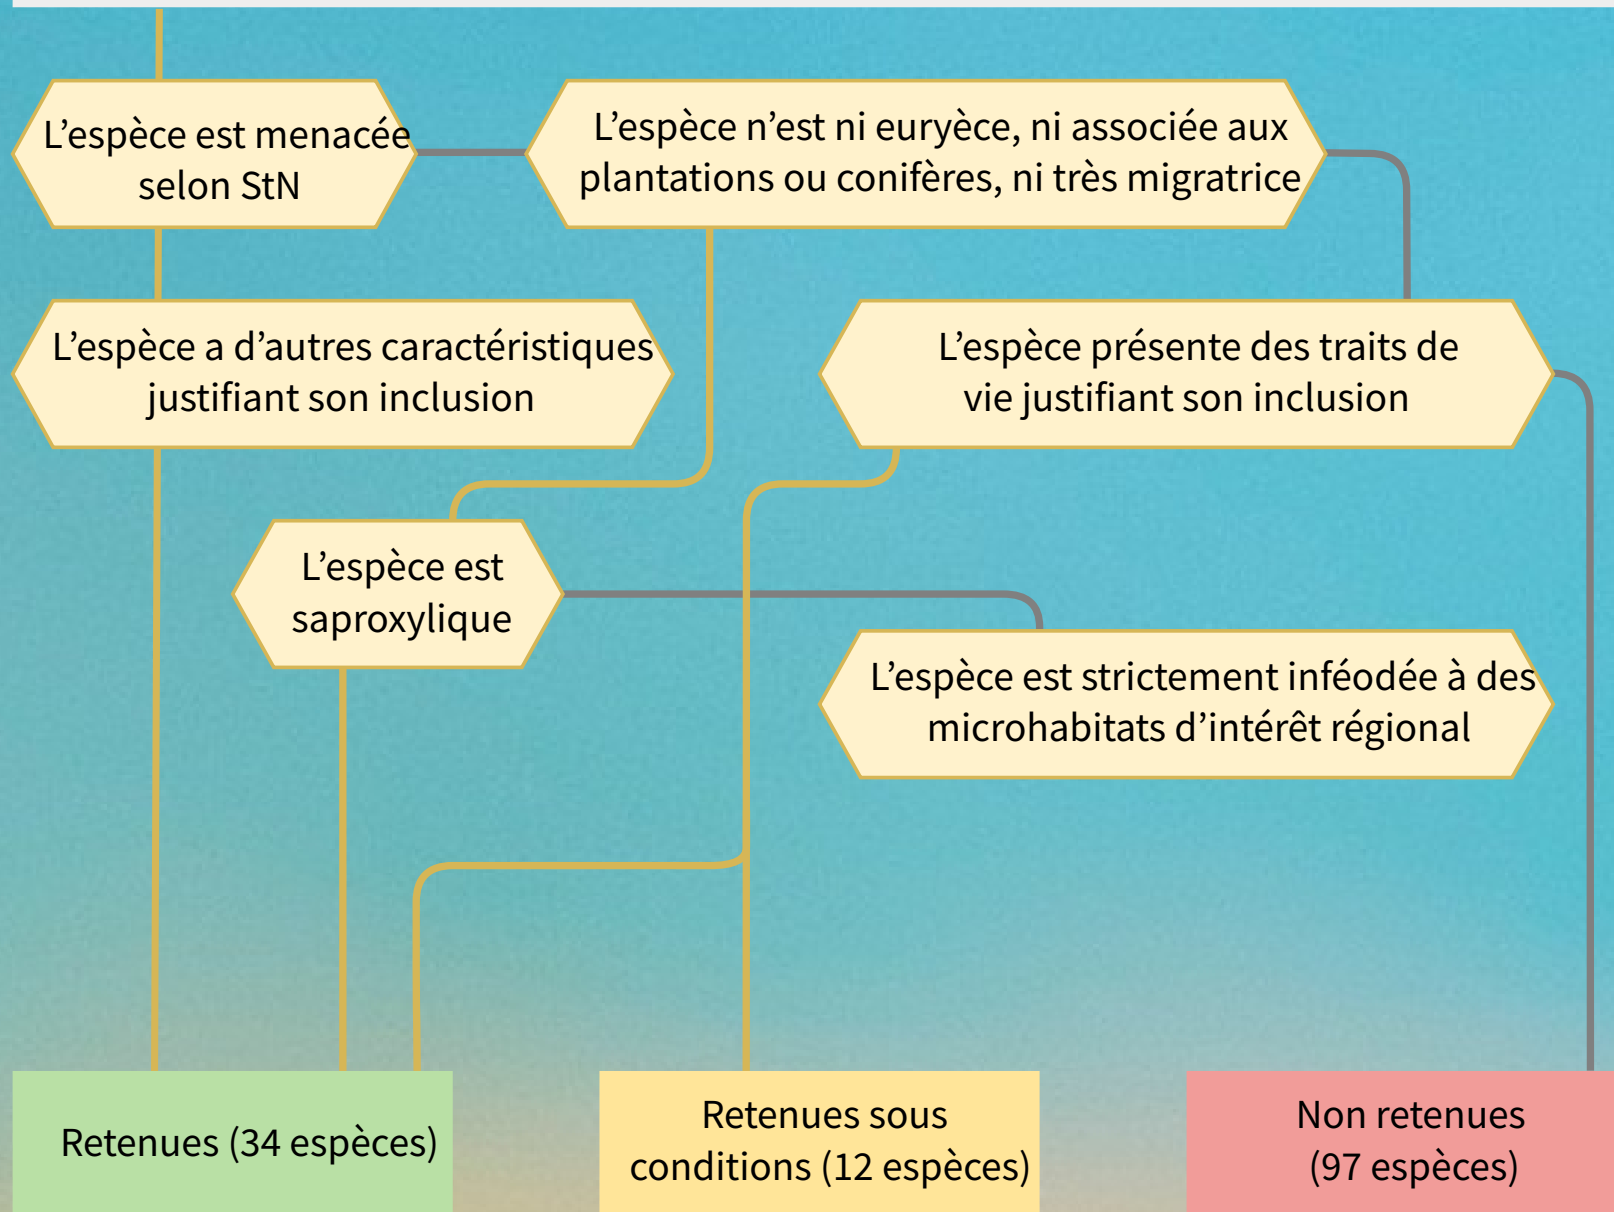 L’espèce est menacée
selon StN
L’espèce n’est ni euryèce, ni associée aux
plantations ou conifères, ni très migratrice
L’espèce a d’autres caractéristiques
justifiant son inclusion
L’espèce présente des traits de
vie justifiant son inclusion
L’espèce est
saproxylique
L’espèce est strictement inféodée à des
microhabitats d’intérêt régional
Retenues (34 espèces)
Retenues sous
conditions (12 espèces)
Non retenues
(97 espèces)